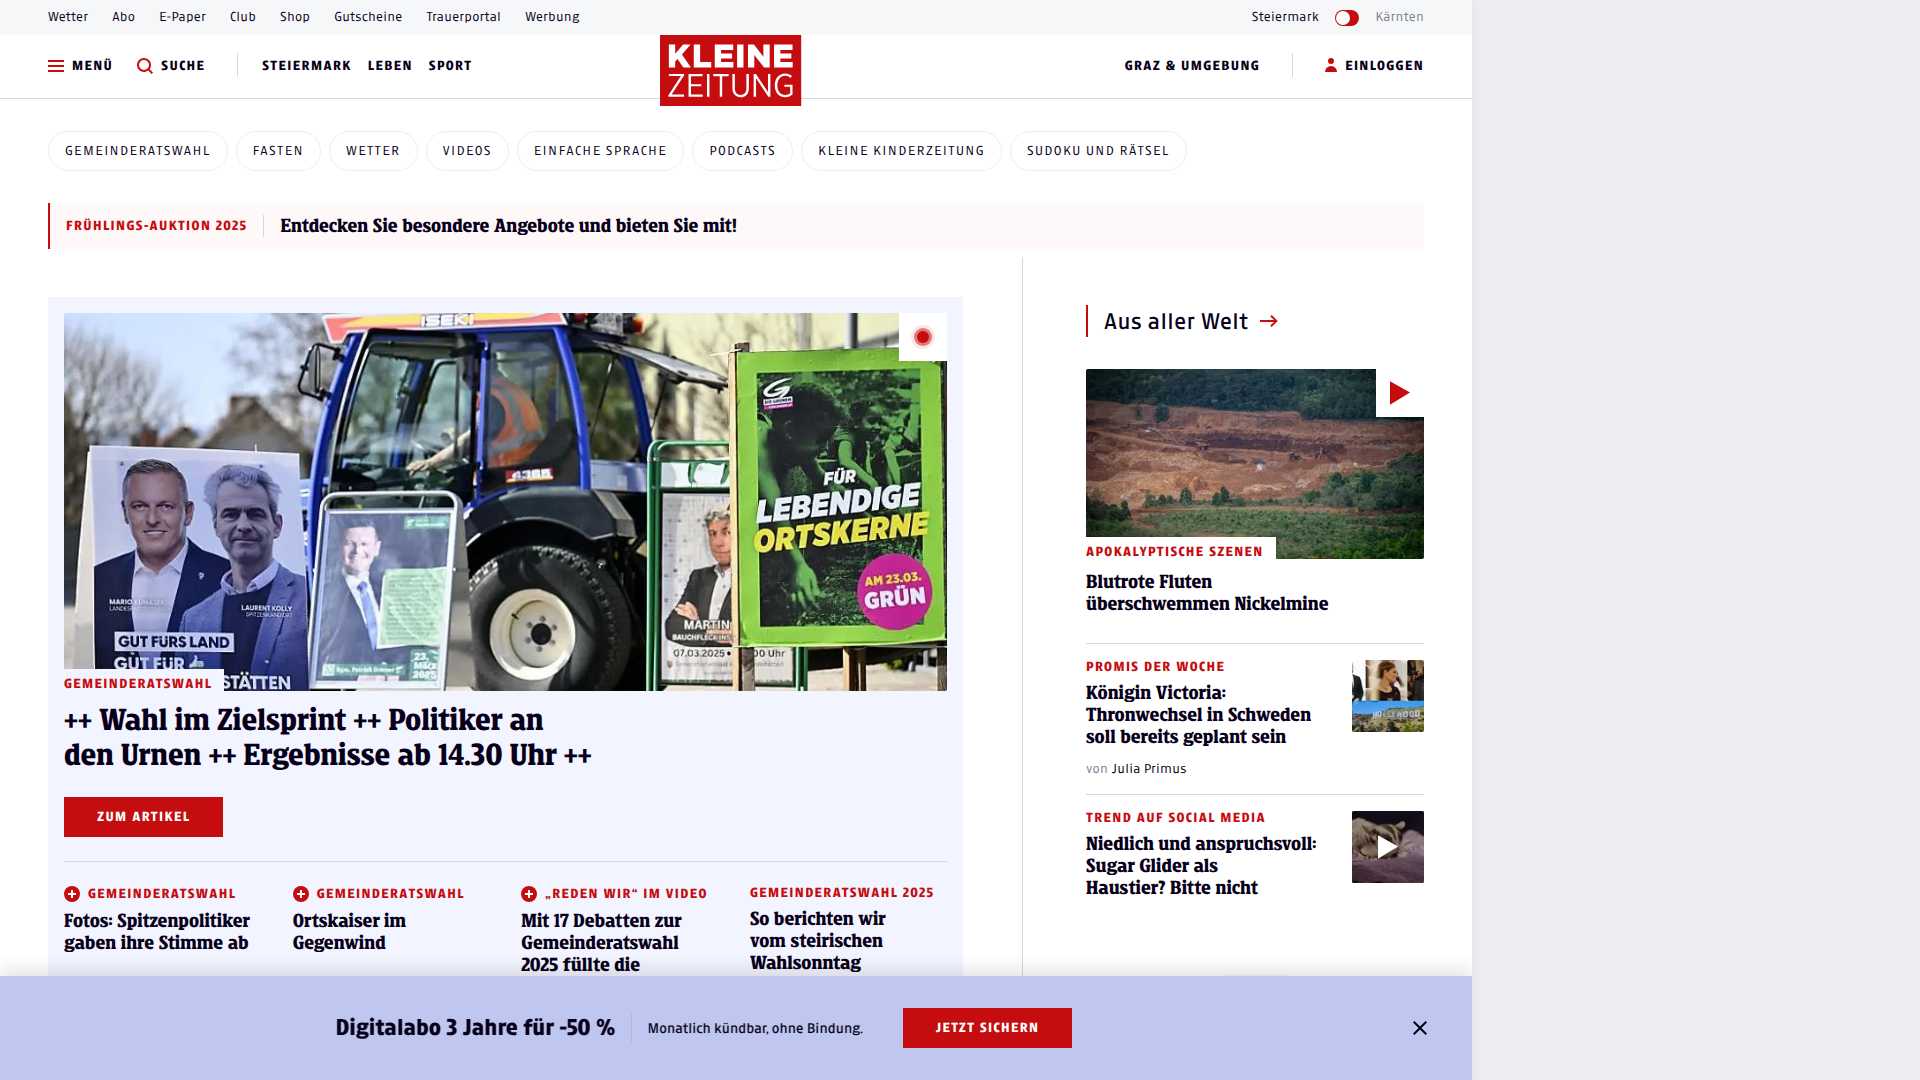 Wetter Abo E-Paper Club Shop Gutscheine Trauerportal Werbung Steiermark Kärnten
MENÜ SUCHE STEIERMARK LEBEN SPORT KLEINE ZEITUNG GRAZ & UMGEBUNG EINLOGGEN
GEMEINDERATSWAHL FASTEN WETTER VIDEOS EINFACHE SPRACHE PODCASTS KLEINE KINDERZEITUNG SUDOKU UND RÄTSEL
FRÜHLINGS-AUKTION 2025 Entdecken Sie besondere Angebote und bieten Sie mit!
ISEKI
FÜR
LEBENDIGE
ORTSKERNE
AM 23.03.
GRÜN
LAURENT KOLLY
GUT FÜRS LAND
GUT FÜR
STÄTTEN
23.
März
2025
MARTIN
07.03.2025
GEMEINDERATSWAHL
++ Wahl im Zielsprint ++ Politiker an
den Urnen ++ Ergebnisse ab 14.30 Uhr ++
ZUM ARTIKEL
GEMEINDERATSWAHL
Fotos: Spitzenpolitiker
gaben ihre Stimme ab
GEMEINDERATSWAHL
Ortskaiser im
Gegenwind
„REDEN WIR“ IM VIDEO
Mit 17 Debatten zur
Gemeinderatswahl
2025 füllte die
GEMEINDERATSWAHL 2025
So berichten wir
vom steirischen
Wahlsonntag
Aus aller Welt
APOKALYPTISCHE SZENEN
Blutrote Fluten
überschwemmen Nickelmine
PROMIS DER WOCHE
Königin Victoria:
Thronwechsel in Schweden
soll bereits geplant sein
von Julia Primus
HOLLYWOOD
TREND AUF SOCIAL MEDIA
Niedlich und anspruchsvoll:
Sugar Glider als
Haustier? Bitte nicht
Digitalabo 3 Jahre für -50 % Monatlich kündbar, ohne Bindung. JETZT SICHERN